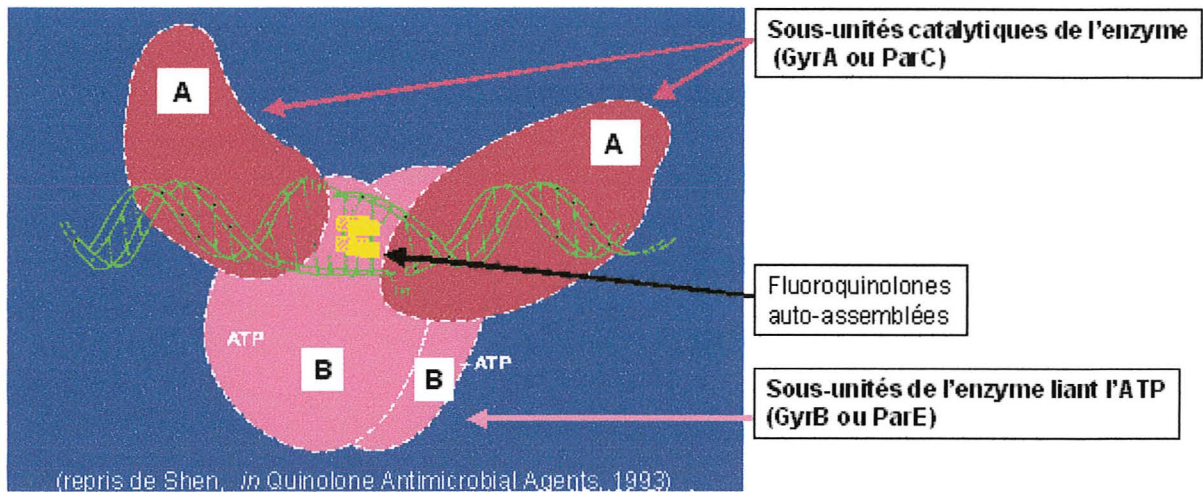 Sous-unités catalytiques de l'enzyme
(GyrA ou ParC)
A
A
Fluoroquinolones
auto-assemblées
ATP
B
B
ATP
Sous-unités de l'enzyme liant l'ATP
(GyrB ou ParE)
(repris de Shen, in Quinolone Antimicrobial Agents, 1993)